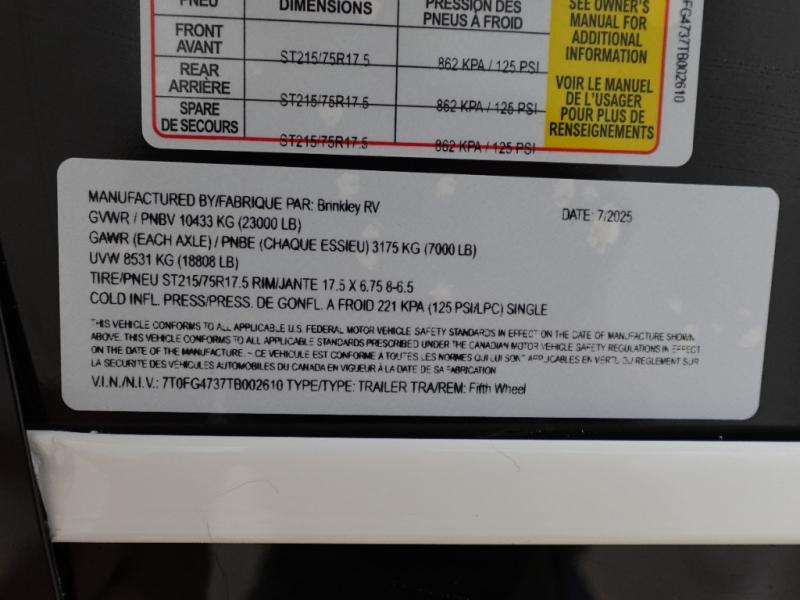 PNEU DIMENSIONS PRESSION DES
PNEUS À FROID
SEE OWNER'S
MANUAL FOR
ADDITIONAL
INFORMATION
FRONT
AVANT ST215/75R17.5 862 KPA / 125 PSI
REAR
ARRIÈRE ST215/75R17.5 862 KPA / 125 PSI
SPARE
DE SECOURS ST215/75R17.5 862 KPA / 125 PSI
VOIR LE MANUEL
DE L'USAGER
POUR PLUS DE
RENSEIGNEMENTS
FG4737TB002610
MANUFACTURED BY/FABRIQUE PAR: Brinkley RV DATE: 7/2025
GVWR / PNBV 10433 KG (23000 LB)
GAWR (EACH AXLE) / PNBE (CHAQUE ESSIEU) 3175 KG (7000 LB)
UVW 8531 KG (18808 LB)
TIRE/PNEU ST215/75R17.5 RIM/JANTE 17.5 X 6.75 8-6.5
COLD INFL. PRESS/PRESS. DE GONFL. A FROID 221 KPA (125 PSI/LPC) SINGLE
THIS VEHICLE CONFORMS TO ALL APPLICABLE U.S. FEDERAL MOTOR VEHICLE SAFETY STANDARDS IN EFFECT ON THE DATE OF MANUFACTURE SHOWN
ABOVE. THIS VEHICLE CONFORMS TO ALL APPLICABLE STANDARDS PRESCRIBED UNDER THE CANADIAN MOTOR VEHICLE SAFETY REGULATIONS IN EFFECT
ON THE DATE OF THE MANUFACTURE - CE VEHICULE EST CONFORME A TOUTES LES NORMES QUI LUI SONT APPLICABLES EN VERTU DU REGLEMENT SUR
LA SECURITE DES VEHICULES AUTOMOBILES DU CANADA EN VIGUEUR À LA DATE DE SA FABRICATION
V.I.N./N.I.V.: 7T0FG4737TB002610 TYPE/TYPE: TRAILER TRA/REM: Fifth Wheel